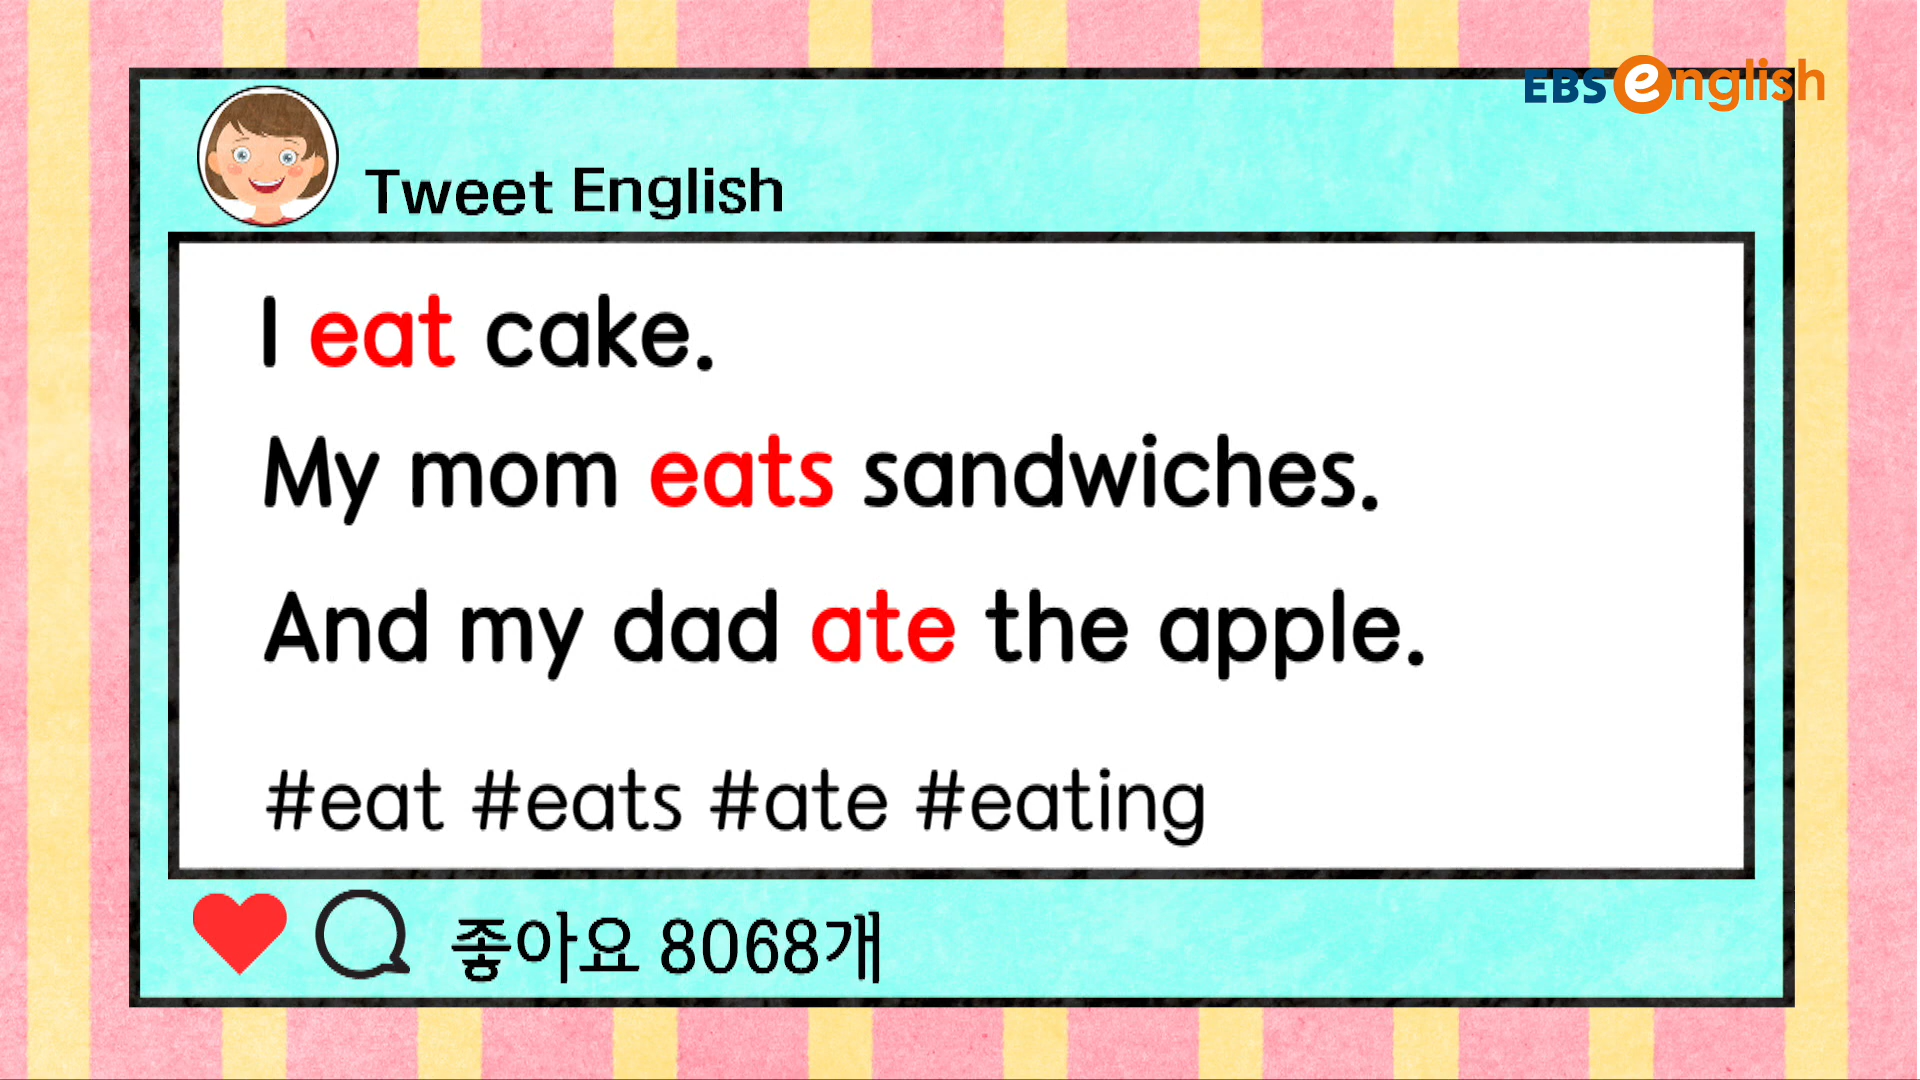 EBS English
Tweet English
I eat cake.
My mom eats sandwiches.
And my dad ate the apple.
#eat #eats #ate #eating
좋아요 8068개